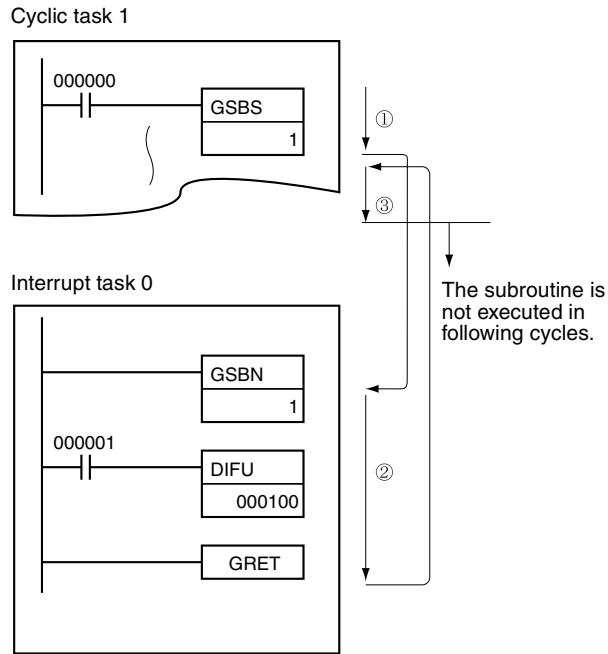 Cyclic task 1
000000
GSBS
1
①
③
Interrupt task 0
The subroutine is
not executed in
following cycles.
GSBN
1
000001
DIFU
000100
②
GRET